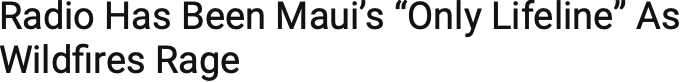 Radio Has Been Maui’s “Only Lifeline” As
Wildfires Rage